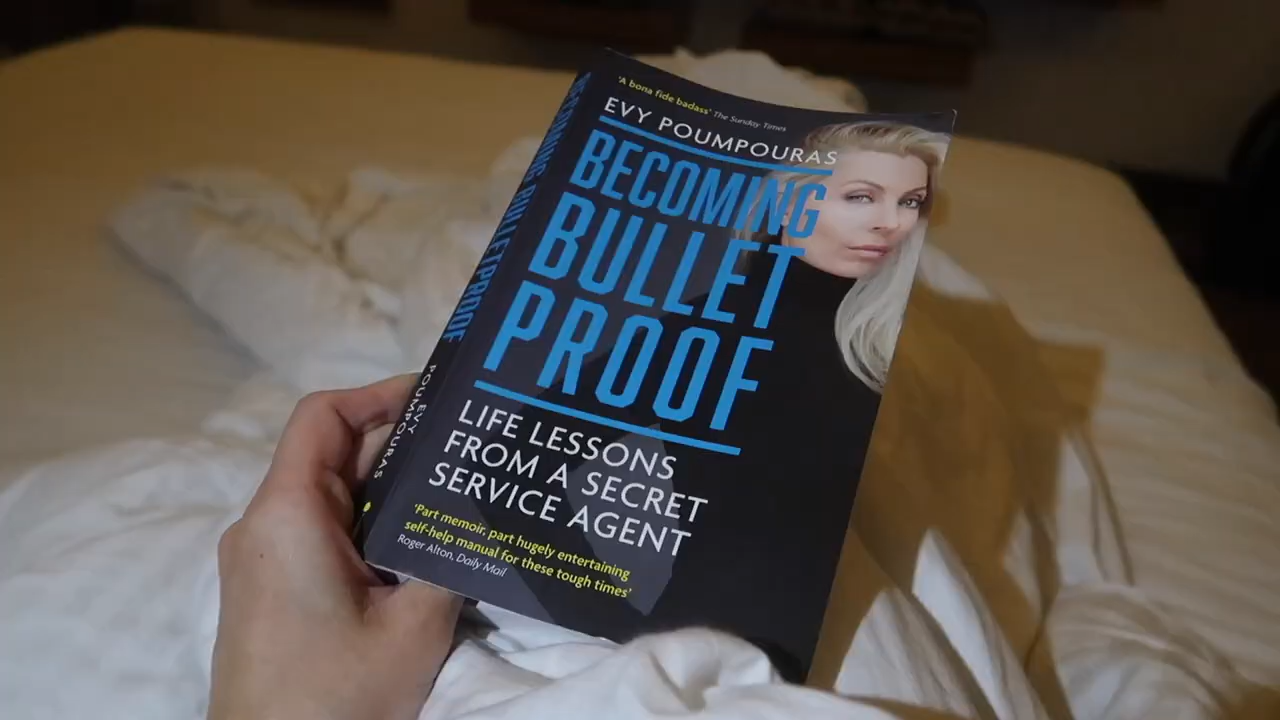 'A bona fide badass' The Sunday Times
EVY POUMPOURAS
BECOMING
BULLET
PROOF
LIFE LESSONS
FROM A SECRET
SERVICE AGENT
'Part memoir, part hugely entertaining
self-help manual for these tough times'
Roger Alton, Daily Mail
BECOMING BULLETPROOF
EVY
POUMPOURAS